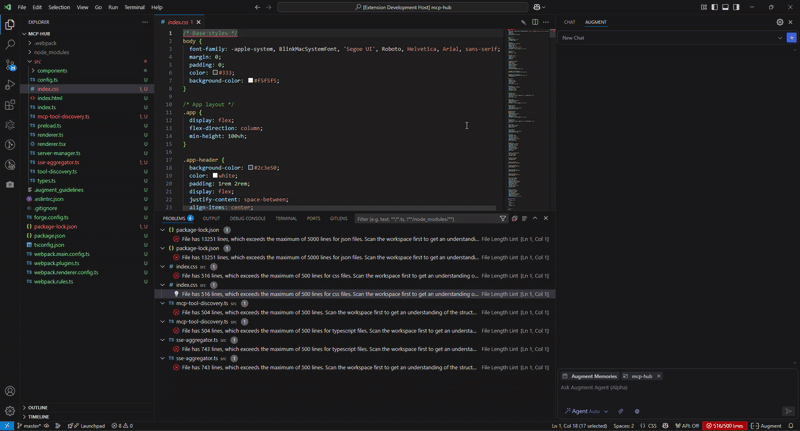 File Edit Selection View Go Run Terminal Help
[Extension Development Host] mcp-hub
EXPLORER
MCP-HUB
.webpack
node_modules
src
components
config.ts
index.css 1, U
index.html U
index.ts U
mcp-tool-discovery.ts 1, U
preload.ts U
renderer.ts U
renderer.tsx U
server-manager.ts U
sse-aggregator.ts 1, U
tool-discovery.ts U
types.ts U
.augment_guidelines U
.eslintrc.json U
.gitignore U
forge.config.ts U
package-lock.json 1, U
package.json U
tsconfig.json U
webpack.main.config.ts U
webpack.plugins.ts U
webpack.renderer.config.ts U
webpack.rules.ts U
OUTLINE
TIMELINE
index.css 1
1 /* Base styles */
2 body {
3 font-family: -apple-system, BlinkMacSystemFont, 'Segoe UI', Roboto, Helvetica, Arial, sans-serif;
4 margin: 0;
5 padding: 0;
6 color: #333;
7 background-color: #f5f5f5;
8 }
9
10 /* App layout */
11 .app {
12 display: flex;
13 flex-direction: column;
14 min-height: 100vh;
15 }
16
17 .app-header {
18 background-color: #2c3e50;
19 color: white;
20 padding: 1rem 2rem;
21 display: flex;
22 justify-content: space-between;
23 align-items: center;
PROBLEMS OUTPUT DEBUG CONSOLE TERMINAL PORTS GITLENS Filter (e.g. text, **/*.ts, !**/node_modules/**)
package-lock.json 1
File has 13251 lines, which exceeds the maximum of 5000 lines for json files. Scan the workspace first to get an understandin... File Length Lint [Ln 1, Col 1]
package-lock.json 1
File has 13251 lines, which exceeds the maximum of 5000 lines for json files. Scan the workspace first to get an understandin... File Length Lint [Ln 1, Col 1]
index.css src 1
File has 516 lines, which exceeds the maximum of 500 lines for css files. Scan the workspace first to get an understanding o... File Length Lint [Ln 1, Col 1]
index.css src 1
File has 516 lines, which exceeds the maximum of 500 lines for css files. Scan the workspace first to get an understanding o... File Length Lint [Ln 1, Col 1]
mcp-tool-discovery.ts src 1
File has 504 lines, which exceeds the maximum of 500 lines for typescript files. Scan the workspace first to get an understa... File Length Lint [Ln 1, Col 1]
mcp-tool-discovery.ts src 1
File has 504 lines, which exceeds the maximum of 500 lines for typescript files. Scan the workspace first to get an understa... File Length Lint [Ln 1, Col 1]
sse-aggregator.ts src 1
File has 743 lines, which exceeds the maximum of 500 lines for typescript files. Scan the workspace first to get an understa... File Length Lint [Ln 1, Col 1]
sse-aggregator.ts src 1
File has 743 lines, which exceeds the maximum of 500 lines for typescript files. Scan the workspace first to get an understa... File Length Lint [Ln 1, Col 1]
CHAT AUGMENT
New Chat
Augment Memories mcp-hub
Ask Augment Agent (Alpha)
Agent Auto
main* Launchpad 8 0
Ln 1, Col 18 (17 selected) Spaces: 2 CSS API: Off 516/500 lines Augment